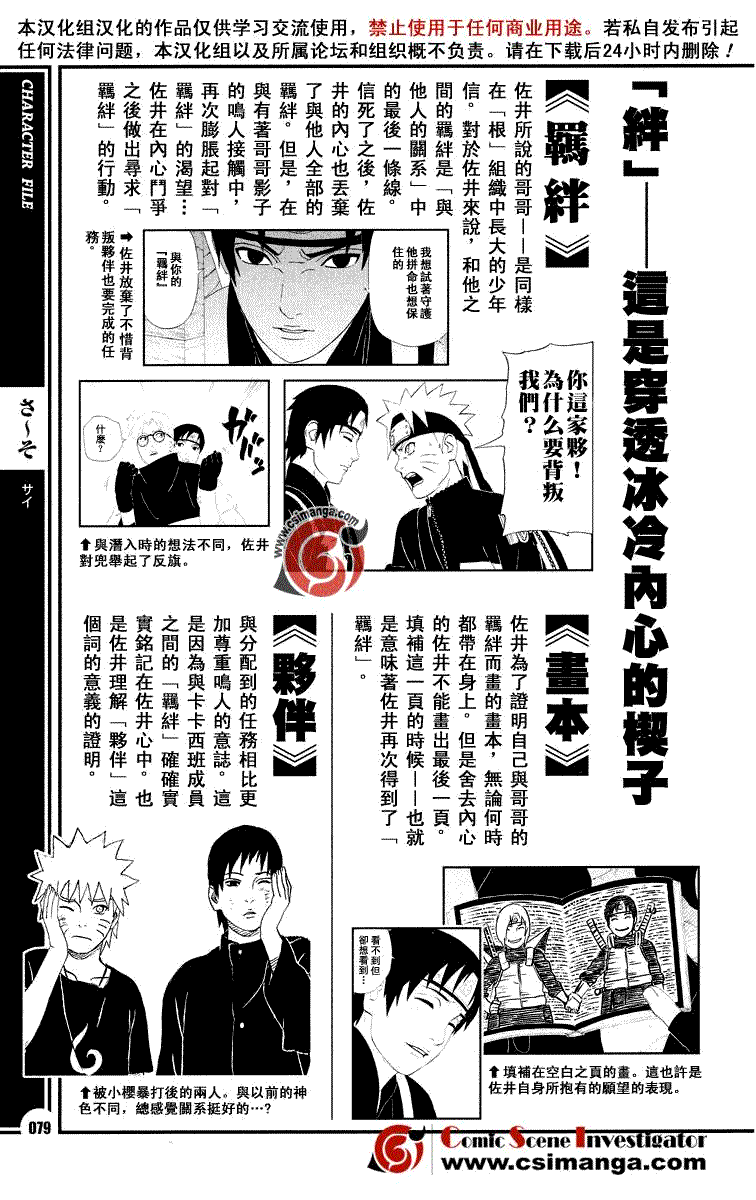 本汉化组汉化的作品仅供学习交流使用，禁止使用于任何商业用途。若私自发布引起
任何法律问题，本汉化组以及所属论坛和组织概不负责。请在下载后24小时内删除！
CHARACTER FILE
さ～そ
サイ
「絆」——這是穿透冰冷內心的楔子
《羈絆》
佐井所說的哥哥——是同樣
在「根」組織中長大的少年
信。對於佐井來說，和他之
間的羈絆是「與
他人的關系」中
的最後一條線。
信死了之後，佐
井的內心也丟棄
了與他人全部的
羈絆。但是，在
與有著哥哥影子
的鳴人接觸中，
再次膨脹起對「
羈絆」的渴望…
佐井在內心鬥爭
之後做出尋求「
羈絆」的行動。
我想試著守護
他拼命也想保
住的
與你的
『羈絆』
➡佐井放棄了不惜背
叛夥伴也要完成的任
務。
你這家夥！
為什么要背叛
我們？
什麼？
ガギッ
⬆與潛入時的想法不同，佐井
對兜舉起了反旗。
www.csimanga.com
《畫本》
佐井為了證明自己與哥哥的
羈絆而畫的畫本，無論何時
都帶在身上。但是舍去內心
的佐井不能畫出最後一頁。
填補這一頁的時候——也就
是意味著佐井再次得到了「
羈絆」。
《夥伴》
與分配到的任務相比更
加尊重鳴人的意誌。這
是因為與卡卡西班成員
之間的「羈絆」確確實
實銘記在佐井心中。也
是佐井理解「夥伴」這
個詞的意義的證明。
看不到但
卻想看到…
⬆填補在空白之頁的畫。這也許是
佐井自身所抱有的願望的表現。
⬆被小櫻暴打後的兩人。與以前的神
色不同，總感覺關系挺好的…?
079
Comic Scene Investigator
www.csimanga.com